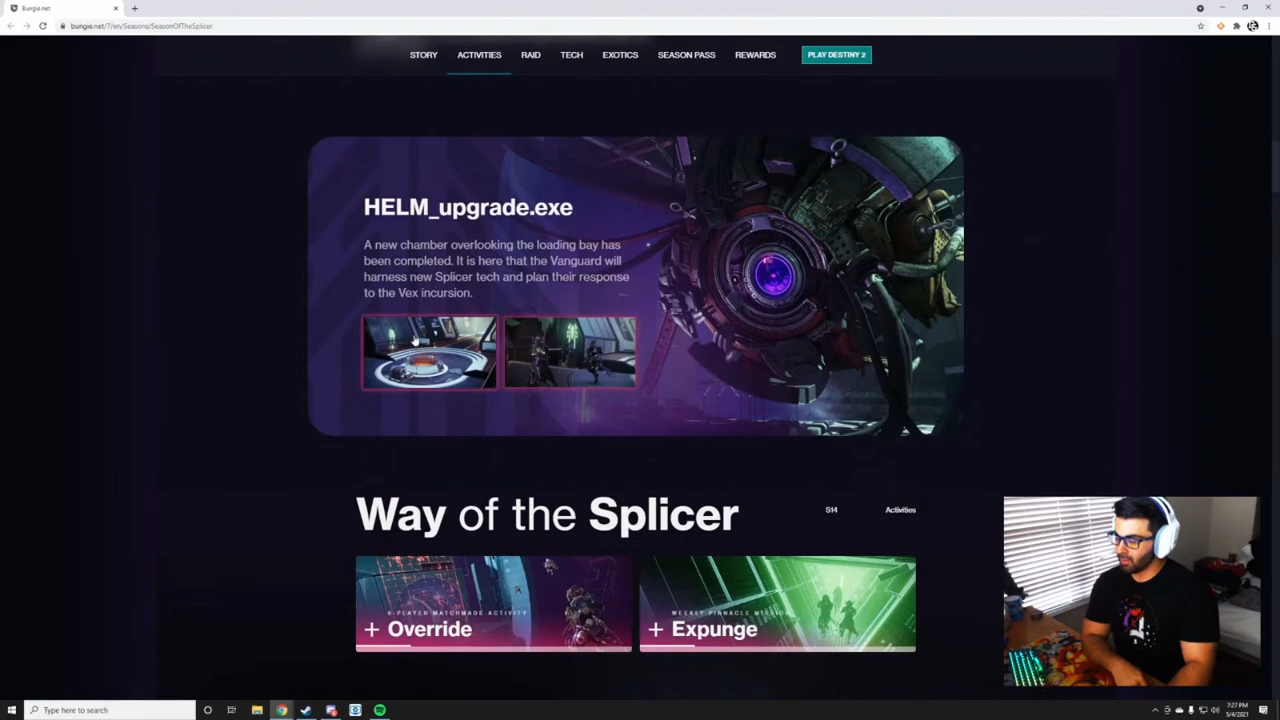 Bungie.net
bungie.net/7/en/Seasons/SeasonOfTheSplicer
STORY ACTIVITIES RAID TECH EXOTICS SEASON PASS REWARDS PLAY DESTINY 2
HELM_upgrade.exe
A new chamber overlooking the loading bay has
been completed. It is here that the Vanguard will
harness new Splicer tech and plan their response
to the Vex incursion.
Way of the Splicer
S14 Activities
6-PLAYER MATCHMADE ACTIVITY
+ Override
WEEKLY PINNACLE MISSION
+ Expunge
Type here to search
7:27 PM
5/4/2021